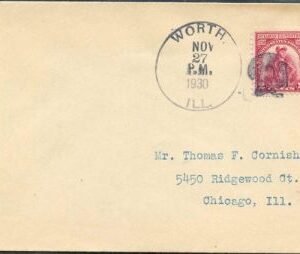 WORTH.
NOV
27
P.M.
1930
ILL.
Mr. Thomas F. Cornish
5450 Ridgewood Ct.
Chicago, Ill.